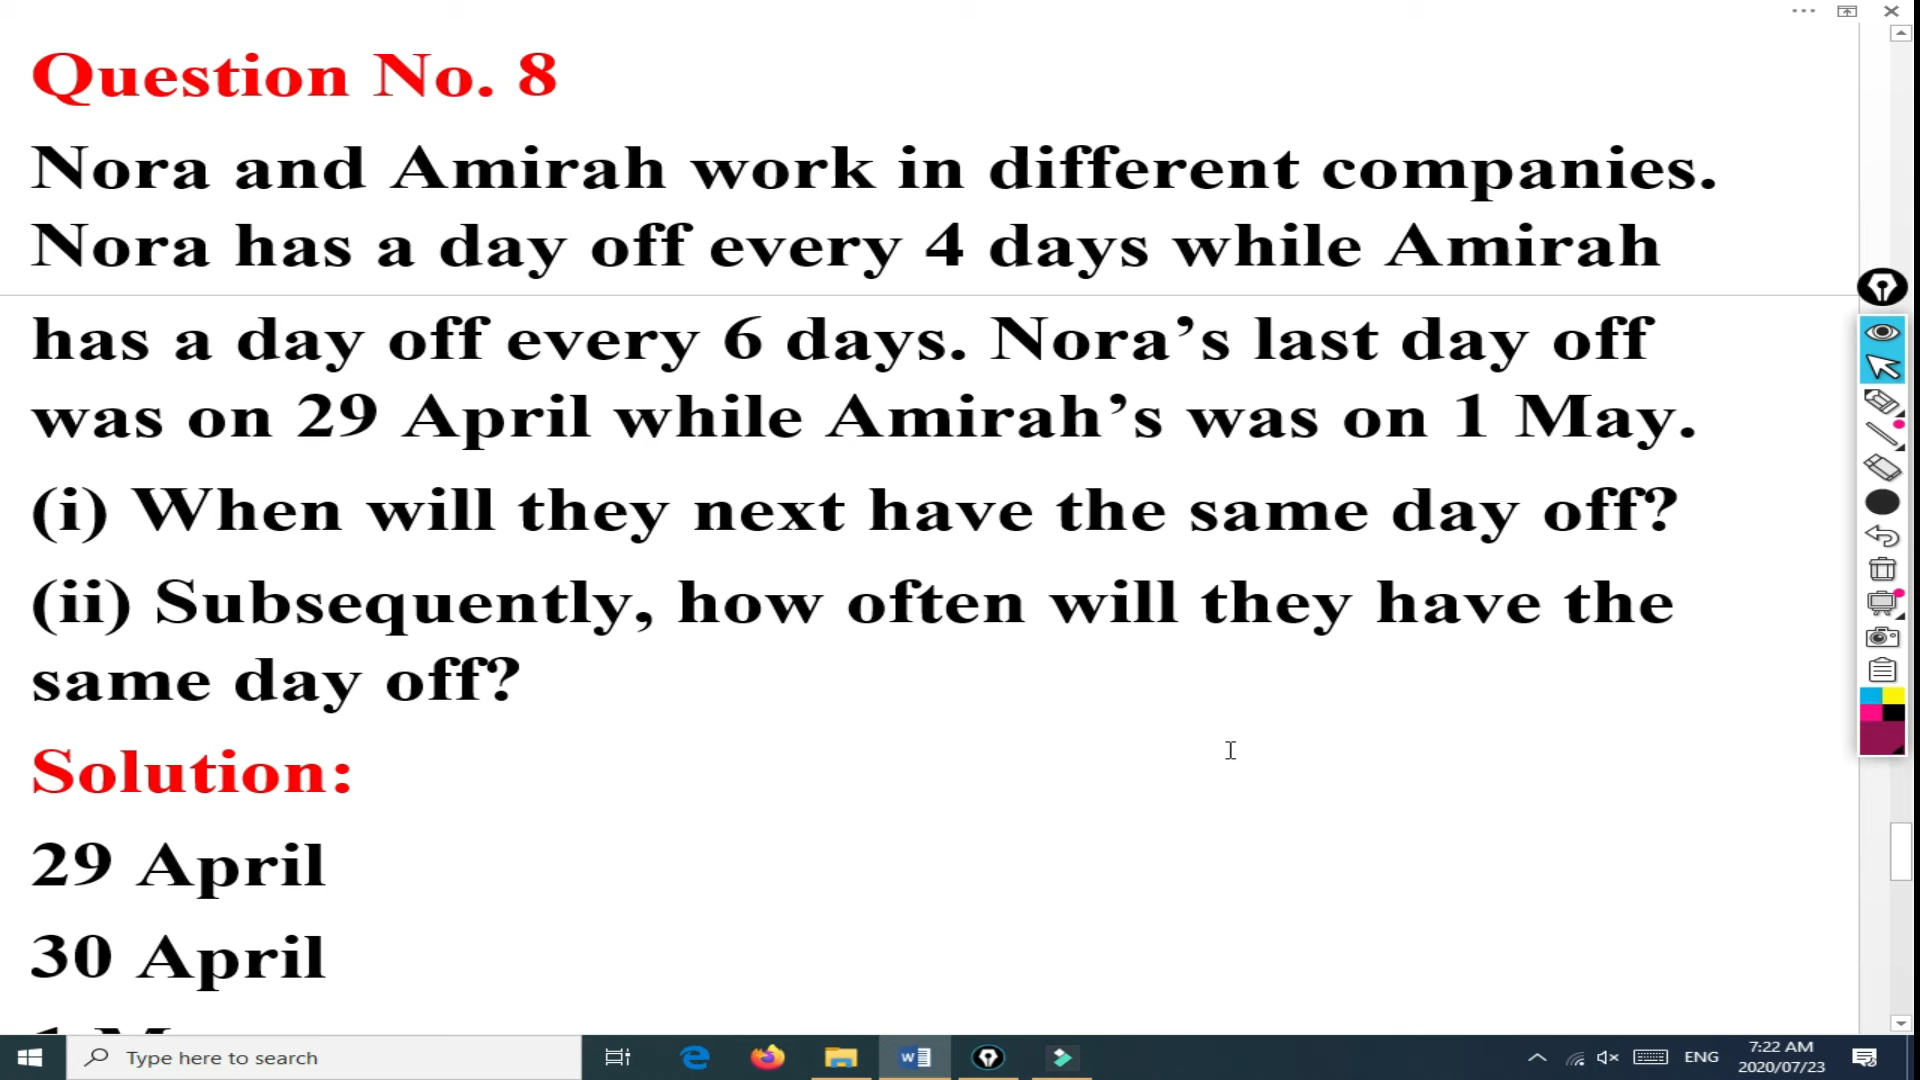 Question No. 8
Nora and Amirah work in different companies.
Nora has a day off every 4 days while Amirah
has a day off every 6 days. Nora’s last day off
was on 29 April while Amirah’s was on 1 May.
(i) When will they next have the same day off?
(ii) Subsequently, how often will they have the
same day off?
Solution:
29 April
30 April
Type here to search
ENG
7:22 AM
2020/07/23